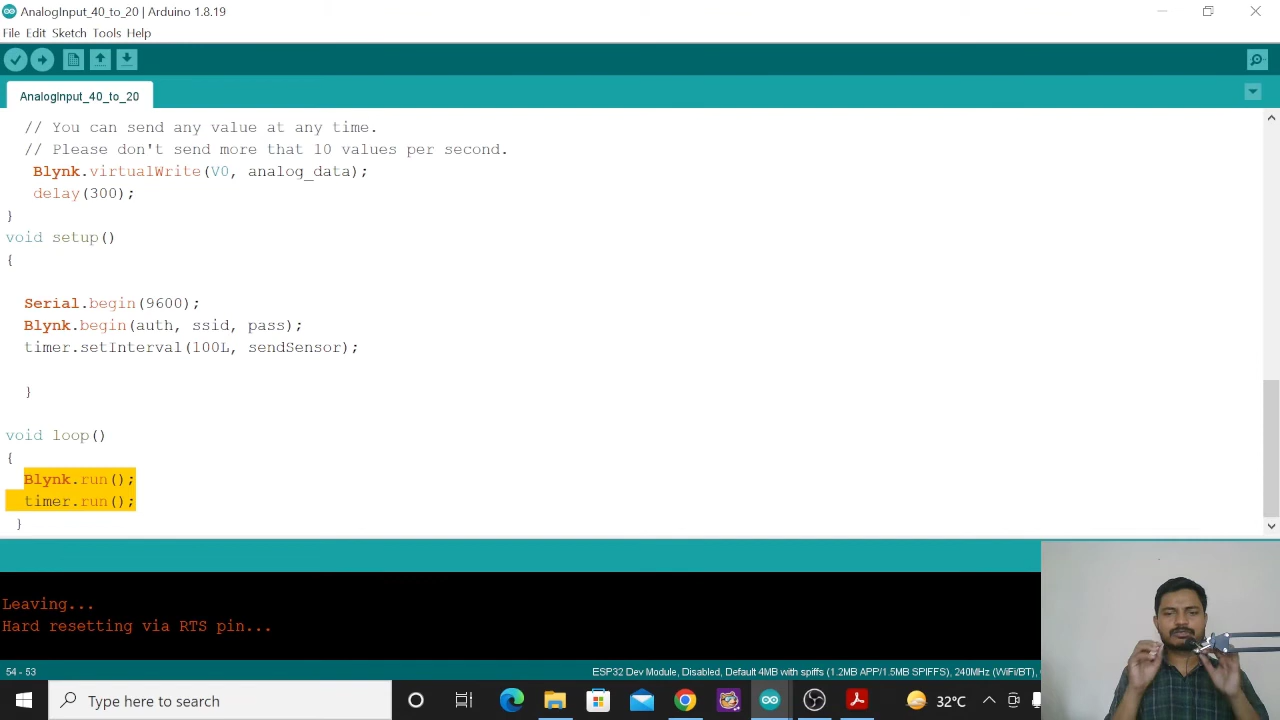 AnalogInput_40_to_20 | Arduino 1.8.19
File Edit Sketch Tools Help
AnalogInput_40_to_20
// You can send any value at any time.
// Please don't send more that 10 values per second.
Blynk.virtualWrite(V0, analog_data);
delay(300);
}
void setup()
{
Serial.begin(9600);
Blynk.begin(auth, ssid, pass);
timer.setInterval(100L, sendSensor);
}
void loop()
{
Blynk.run();
timer.run();
}
Leaving...
Hard resetting via RTS pin...
54 - 53
ESP32 Dev Module, Disabled, Default 4MB with spiffs (1.2MB APP/1.5MB SPIFFS), 240MHz (WiFi/BT),
Type here to search
32°C